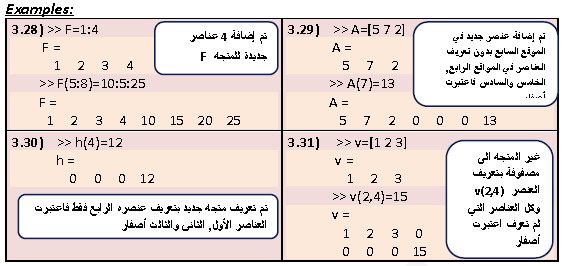 Examples:
3.28) >> F=1:4
F =
1 2 3 4
>>F(5:8)=10:5:25
F =
1 2 3 4 10 15 20 25
تم إضافة 4 عناصر
جديدة للمتجه F
3.29) >> A=[5 7 2]
A =
5 7 2
>> A(7)=13
A =
5 7 2 0 0 0 13
تم إضافة عنصر جديد في
الموقع السابع بدون تعريف
العناصر في المواقع الرابع,
الخامس والسادس فاعتبرت
أصفار
3.30) >> h(4)=12
h =
0 0 0 12
تم تعريف متجه جديد بتعريف عنصره الرابع فقط فاعتبرت
العناصر الأول, الثاني والثالث أصفار
3.31) >> v=[1 2 3]
v =
1 2 3
>> v(2,4)=15
v =
1 2 3 0
0 0 0 15
غير المتجه الى
مصفوفة بتعريف
العنصر v(2,4)
وكل العناصر التي
لم تعرف اعتبرت
أصفار